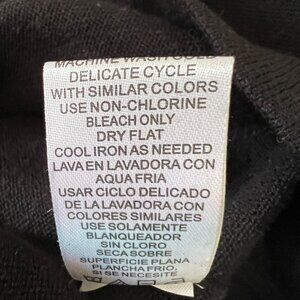 MACHINE WASH COLD
DELICATE CYCLE
WITH SIMILAR COLORS
USE NON-CHLORINE
BLEACH ONLY
DRY FLAT
COOL IRON AS NEEDED
LAVA EN LAVADORA CON
AQUA FRIA
USAR CICLO DELICADO
DE LA LAVADORA CON
COLORES SIMILARES
USE SOLAMENTE
BLANQUEADOR
SIN CLORO
SECA SOBRE
SUPERFICIE PLANA
PLANCHA FRIO,
SI SE NECESITE